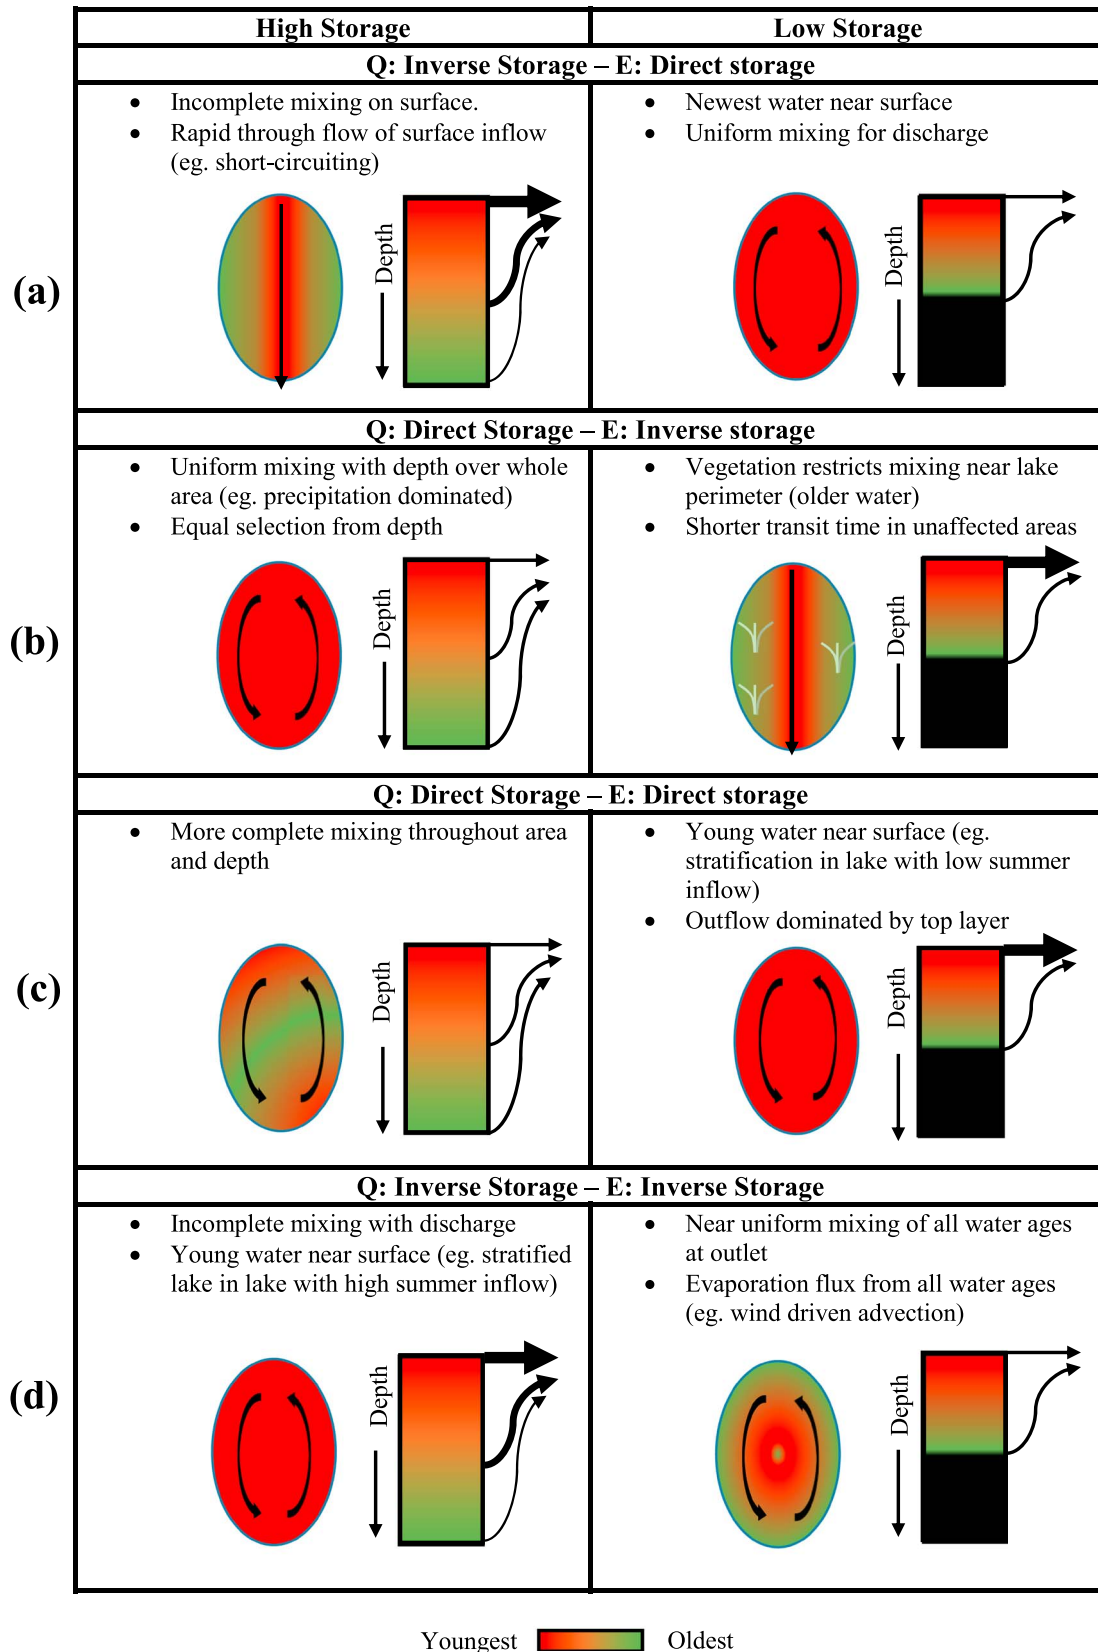 High Storage
Low Storage
Q: Inverse Storage – E: Direct storage
(a)
• Incomplete mixing on surface.
• Rapid through flow of surface inflow
(eg. short-circuiting)
Depth
• Newest water near surface
• Uniform mixing for discharge
Depth
Q: Direct Storage – E: Inverse storage
(b)
• Uniform mixing with depth over whole
area (eg. precipitation dominated)
• Equal selection from depth
Depth
• Vegetation restricts mixing near lake
perimeter (older water)
• Shorter transit time in unaffected areas
Depth
Q: Direct Storage – E: Direct storage
(c)
• More complete mixing throughout area
and depth
Depth
• Young water near surface (eg.
stratification in lake with low summer
inflow)
• Outflow dominated by top layer
Depth
Q: Inverse Storage – E: Inverse Storage
(d)
• Incomplete mixing with discharge
• Young water near surface (eg. stratified
lake in lake with high summer inflow)
Depth
• Near uniform mixing of all water ages
at outlet
• Evaporation flux from all water ages
(eg. wind driven advection)
Depth
Youngest
Oldest